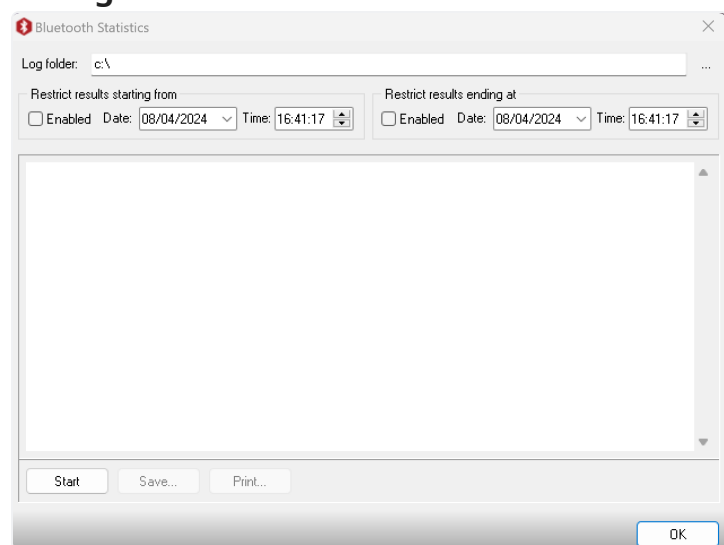 Bluetooth Statistics
Log folder: c:\ ...
Restrict results starting from Restrict results ending at
Enabled Date: 08/04/2024 Time: 16:41:17 Enabled Date: 08/04/2024 Time: 16:41:17
Start Save... Print...
OK